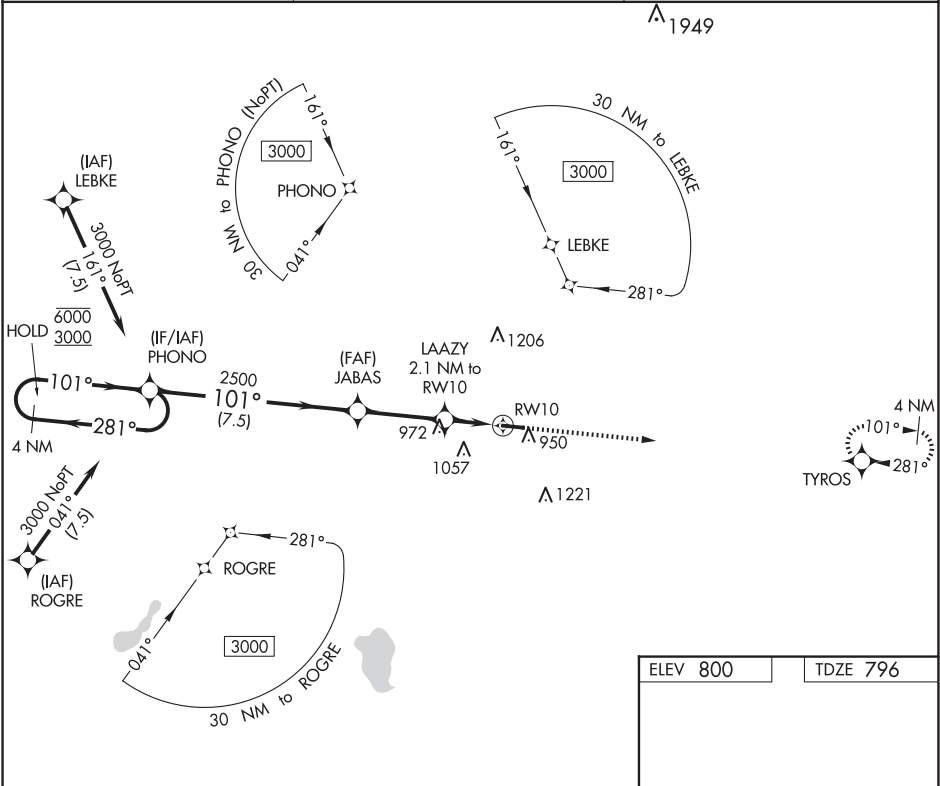 1949
30 NM to PHONO (NoPT)
161°
3000
PHONO
041°
30 NM to LEBKE
161°
3000
LEBKE
281°
(IAF)
LEBKE
3000 NoPT
161°
(7.5)
HOLD
6000
3000
(IF/IAF)
PHONO
101°
281°
4 NM
2500
101°
(7.5)
(FAF)
JABAS
LAAZY
2.1 NM to
RW10
1206
RW10
972
950
1057
1221
4 NM
101°
281°
TYROS
3000 NoPT
041°
(7.5)
(IAF)
ROGRE
281°
ROGRE
041°
3000
30 NM to ROGRE
ELEV 800
TDZE 796